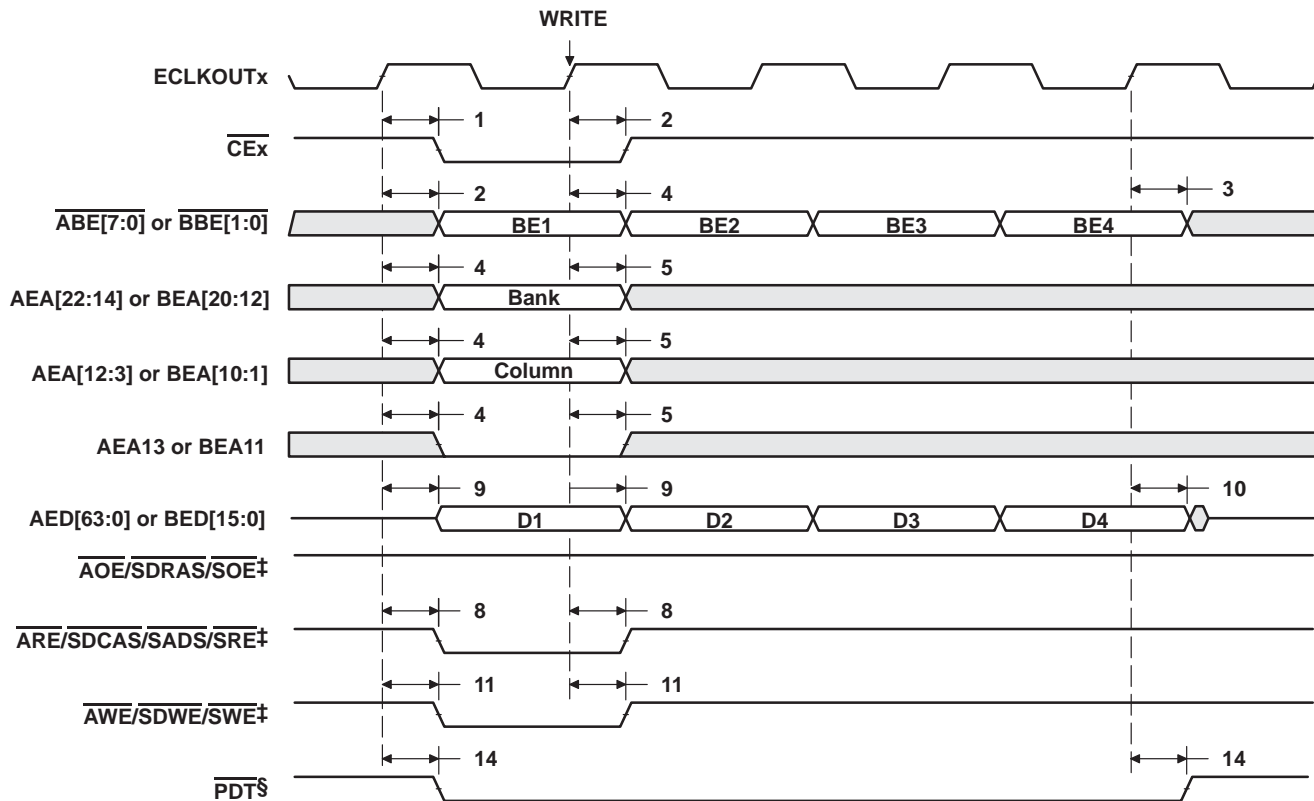 WRITE
ECLKOUTx
1 2
CEx
2 4 3
ABE[7:0] or BBE[1:0] BE1 BE2 BE3 BE4
4 5
AEA[22:14] or BEA[20:12] Bank
4 5
AEA[12:3] or BEA[10:1] Column
4 5
AEA13 or BEA11
9 9 10
AED[63:0] or BED[15:0] D1 D2 D3 D4
AOE/SDRAS/SOE‡
8 8
ARE/SDCAS/SADS/SRE‡
11 11
AWE/SDWE/SWE‡
14 14
PDT§